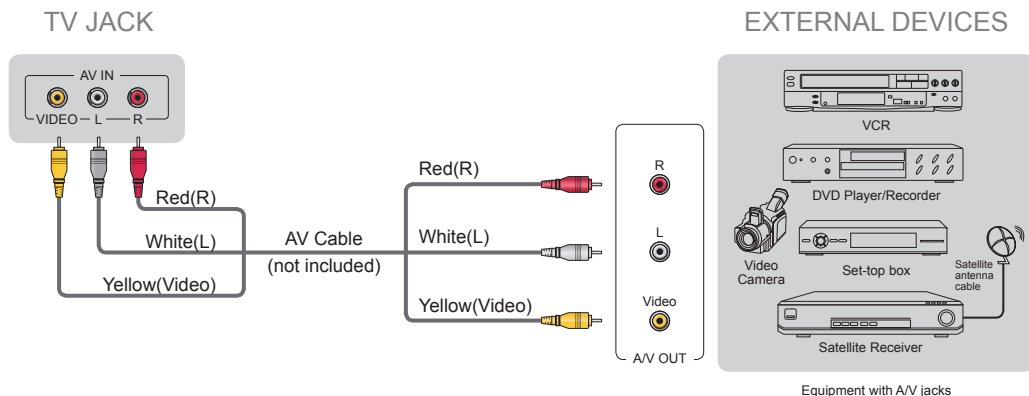 TV JACK
EXTERNAL DEVICES
AV IN
VIDEO L R
Red(R)
White(L)
Yellow(Video)
AV Cable
(not included)
Red(R)
White(L)
Yellow(Video)
R
L
Video
A/V OUT
VCR
DVD Player/Recorder
Video
Camera
Set-top box
Satellite
antenna
cable
Satellite Receiver
Equipment with A/V jacks